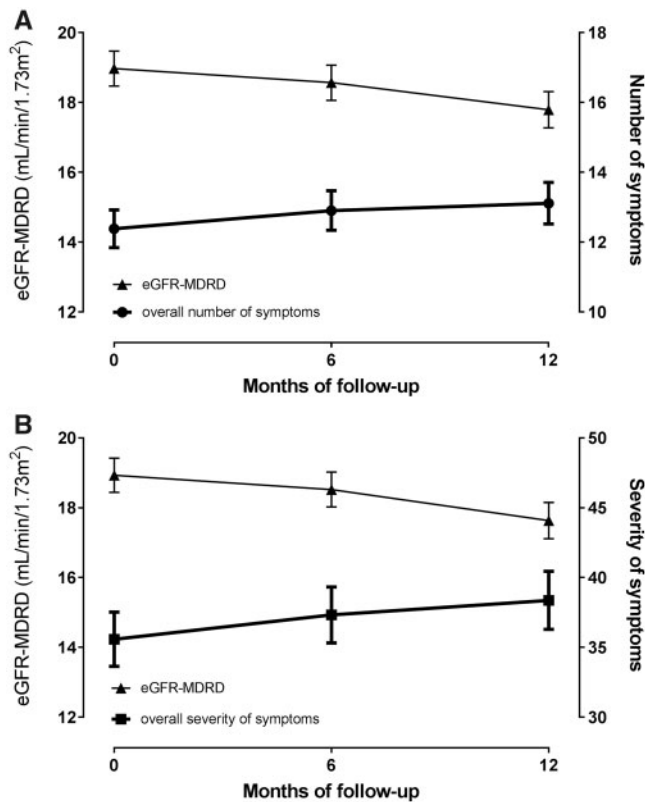 A
20
18
16
14
12
eGFR-MDRD (mL/min/1.73m²)
18
16
14
12
10
Number of symptoms
eGFR-MDRD
overall number of symptoms
0 6 12
Months of follow-up
B
20
18
16
14
12
eGFR-MDRD (mL/min/1.73m²)
50
45
40
35
30
Severity of symptoms
eGFR-MDRD
overall severity of symptoms
0 6 12
Months of follow-up